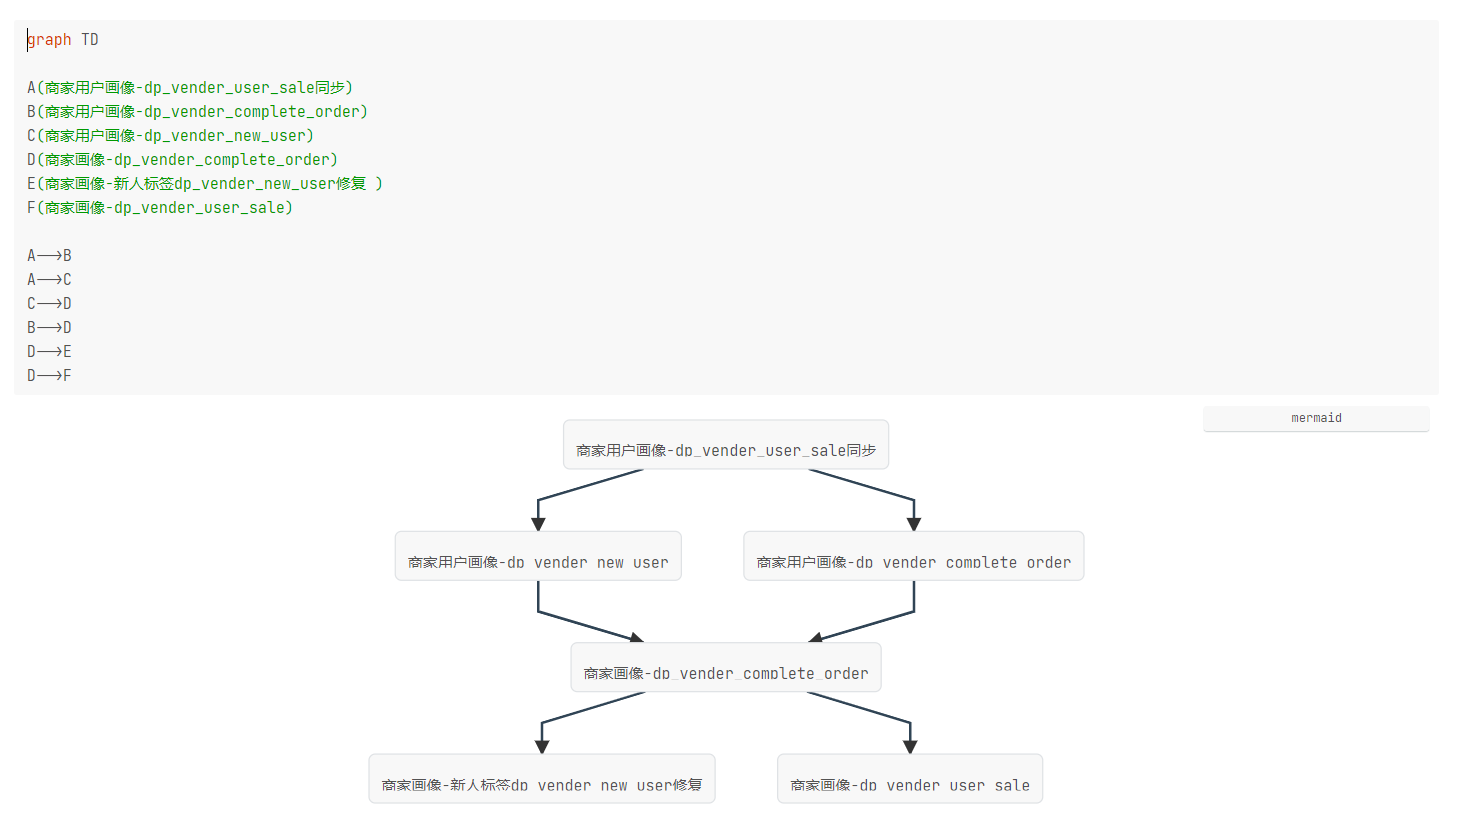 graph TD
A(商家用户画像-dp_vender_user_sale同步)
B(商家用户画像-dp_vender_complete_order)
C(商家用户画像-dp_vender_new_user)
D(商家画像-dp_vender_complete_order)
E(商家画像-新人标签dp_vender_new_user修复 )
F(商家画像-dp_vender_user_sale)
A-->B
A-->C
C-->D
B-->D
D-->E
D-->F
mermaid
商家用户画像-dp_vender_user_sale同步
商家用户画像-dp_vender_new_user
商家用户画像-dp_vender_complete_order
商家画像-dp_vender_complete_order
商家画像-新人标签dp_vender_new_user修复
商家画像-dp_vender_user_sale